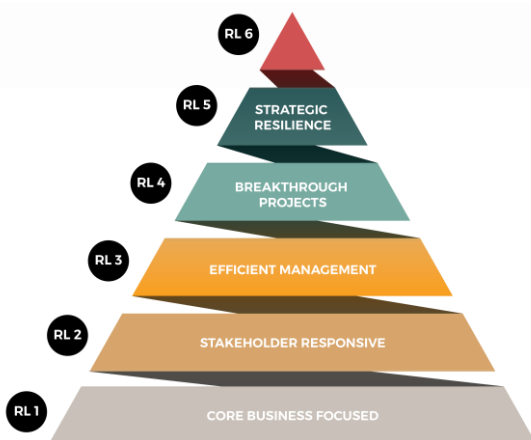 RL 6
RL 5
STRATEGIC
RESILIENCE
RL 4
BREAKTHROUGH
PROJECTS
RL 3
EFFICIENT MANAGEMENT
RL 2
STAKEHOLDER RESPONSIVE
RL 1
CORE BUSINESS FOCUSED